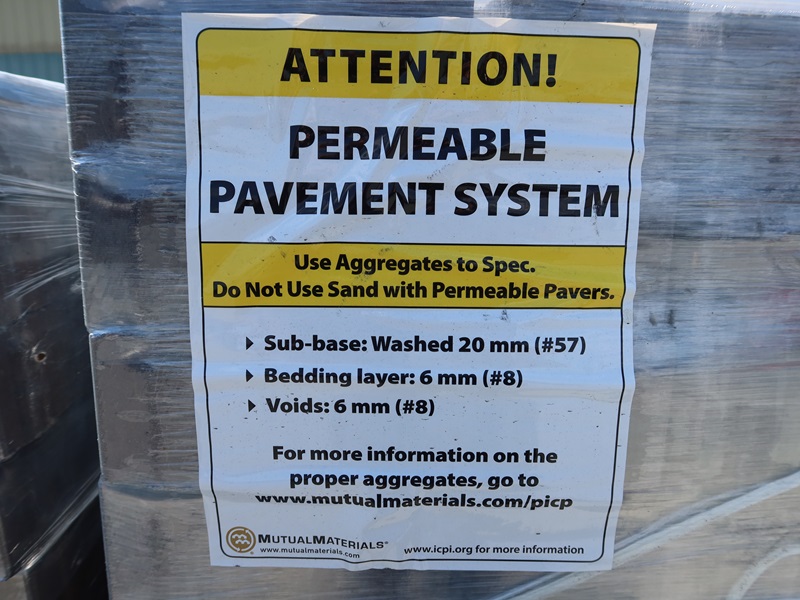 ATTENTION!
PERMEABLE
PAVEMENT SYSTEM
Use Aggregates to Spec.
Do Not Use Sand with Permeable Pavers.
Sub-base: Washed 20 mm (#57)
Bedding layer: 6 mm (#8)
Voids: 6 mm (#8)
For more information on the
proper aggregates, go to
www.mutualmaterials.com/picp
MUTUALMATERIALS®
www.mutualmaterials.com
www.icpi.org for more information